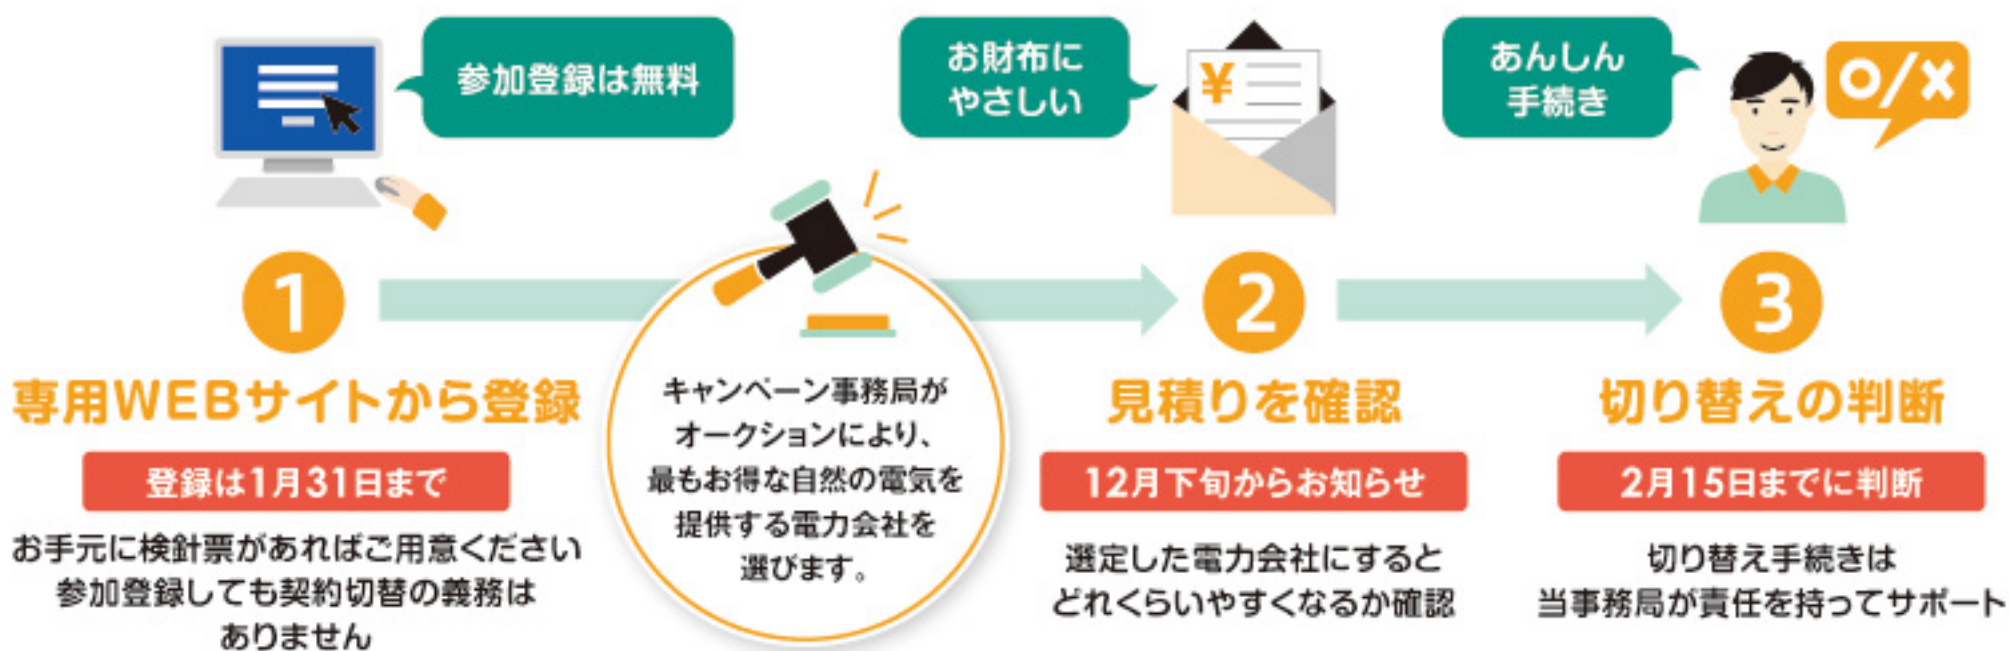 参加登録は無料
お財布に
やさしい
¥
あんしん
手続き
O/X
1
専用WEBサイトから登録
登録は1月31日まで
お手元に検針票があればご用意ください
参加登録しても契約切替の義務は
ありません
キャンペーン事務局が
オークションにより、
最もお得な自然の電気を
提供する電力会社を
選びます。
2
見積りを確認
12月下旬からお知らせ
選定した電力会社にすると
どれくらいやすくなるか確認
3
切り替えの判断
2月15日までに判断
切り替え手続きは
当事務局が責任を持ってサポート